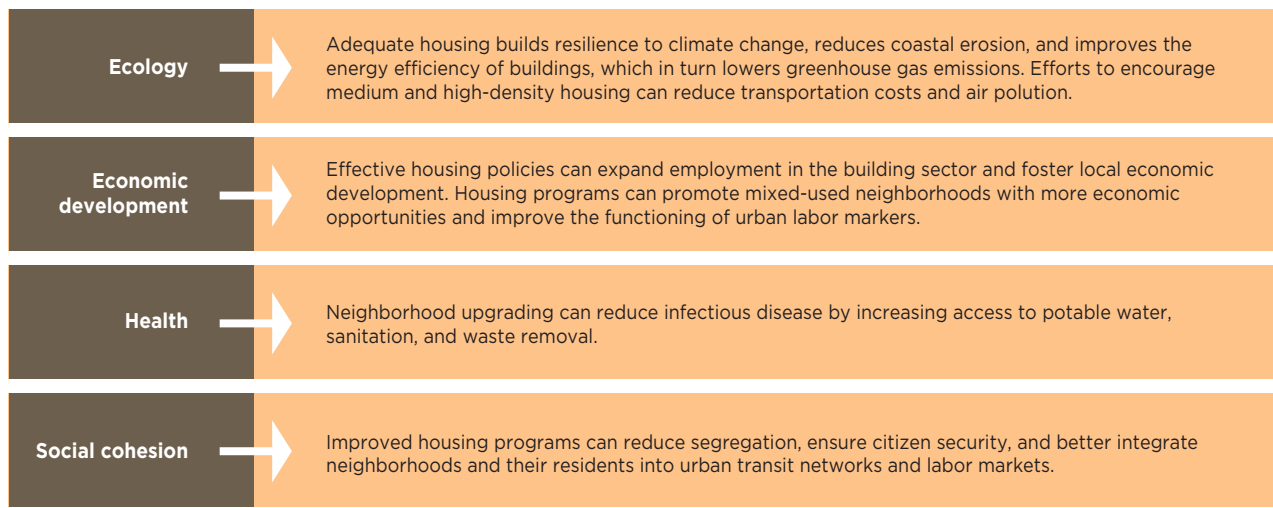 Ecology
Adequate housing builds resilience to climate change, reduces coastal erosion, and improves the
energy efficiency of buildings, which in turn lowers greenhouse gas emissions. Efforts to encourage
medium and high-density housing can reduce transportation costs and air polution.
Economic
development
Effective housing policies can expand employment in the building sector and foster local economic
development. Housing programs can promote mixed-used neighborhoods with more economic
opportunities and improve the functioning of urban labor markers.
Health
Neighborhood upgrading can reduce infectious disease by increasing access to potable water,
sanitation, and waste removal.
Social cohesion
Improved housing programs can reduce segregation, ensure citizen security, and better integrate
neighborhoods and their residents into urban transit networks and labor markets.